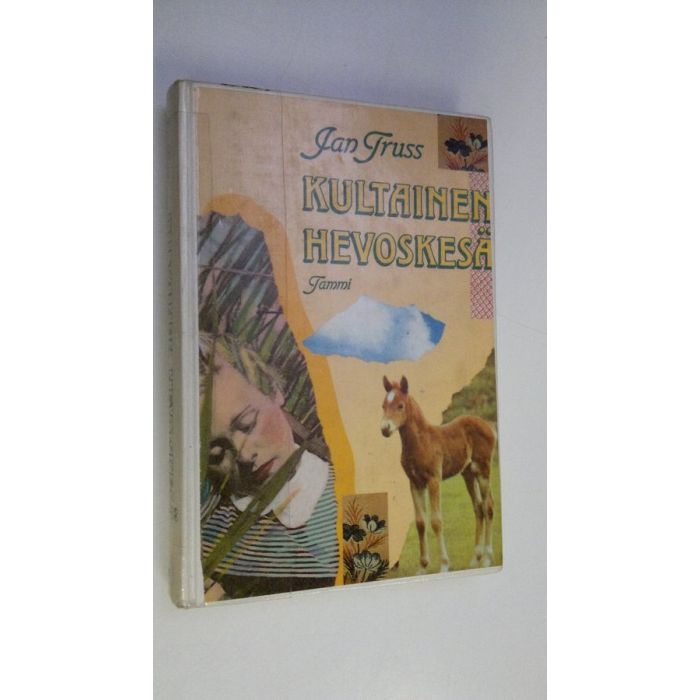 Jan Truss
KULTAINEN
HEVOSKESÄ
Tammi